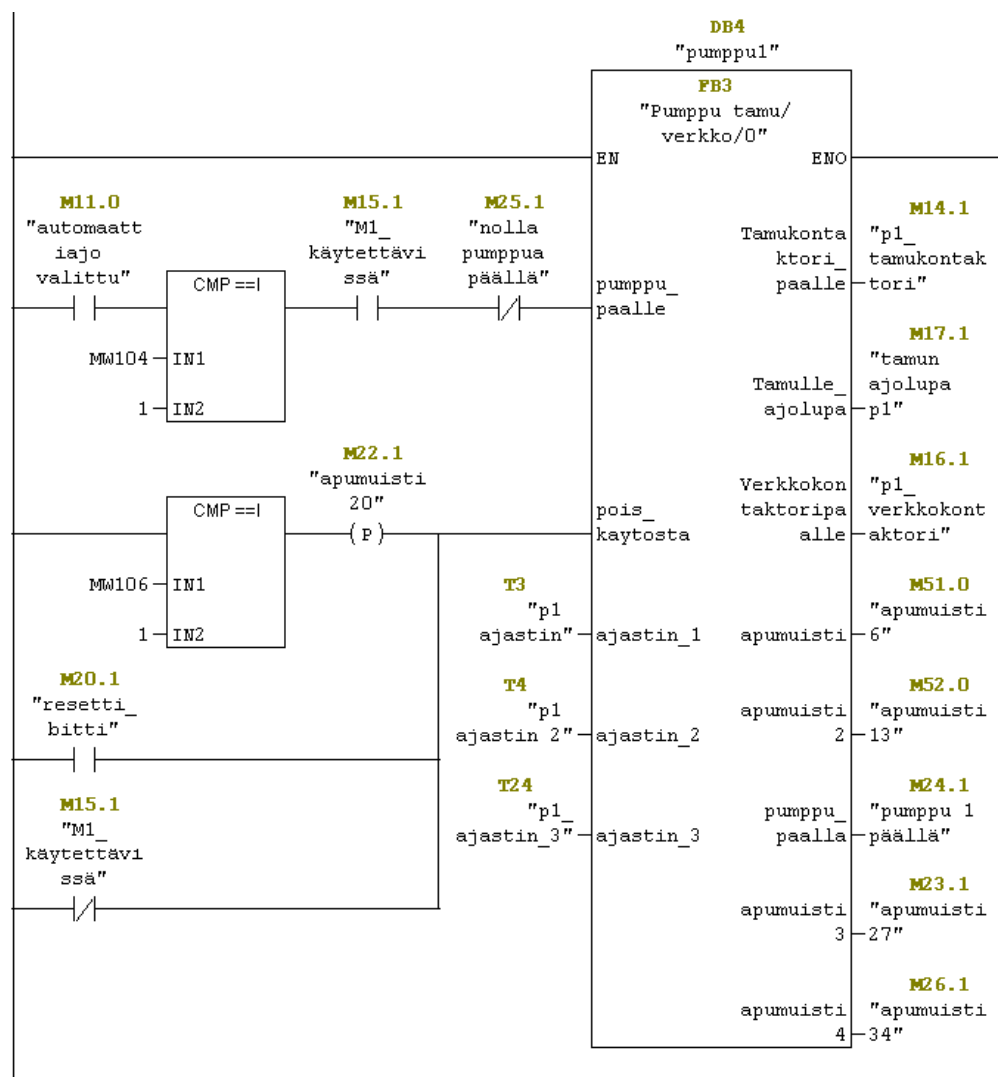 DB4
"pumppu1"
FB3
"Pumppu tamu/
verkko/0"
EN
ENO
M11.0
"automaatt
iajo
valittu"
CMP ==I
MW104
IN1
1
IN2
M15.1
"M1_
käytettävi
ssä"
M25.1
"nolla
pumppua
päällä"
pumppu_
paalle
Tamukonta
ktori_
paalle
M14.1
"p1_
tamukontak
tori"
Tamulle_
ajolupa
M17.1
"tamun
ajolupa
p1"
CMP ==I
MW106
IN1
1
IN2
M22.1
"apumuisti
20"
(P)
pois_
kaytosta
Verkkokon
taktoripa
alle
M16.1
"p1_
verkkokont
aktori"
T3
"p1
ajastin"
ajastin_1
apumuisti
M51.0
"apumuisti
6"
M20.1
"resetti_
bitti"
T4
"p1
ajastin 2"
ajastin_2
apumuisti
2
M52.0
"apumuisti
13"
M15.1
"M1_
käytettävi
ssä"
T24
"p1_
ajastin_3"
ajastin_3
pumppu_
paalla
M24.1
"pumppu 1
päällä"
apumuisti
3
M23.1
"apumuisti
27"
apumuisti
4
M26.1
"apumuisti
34"